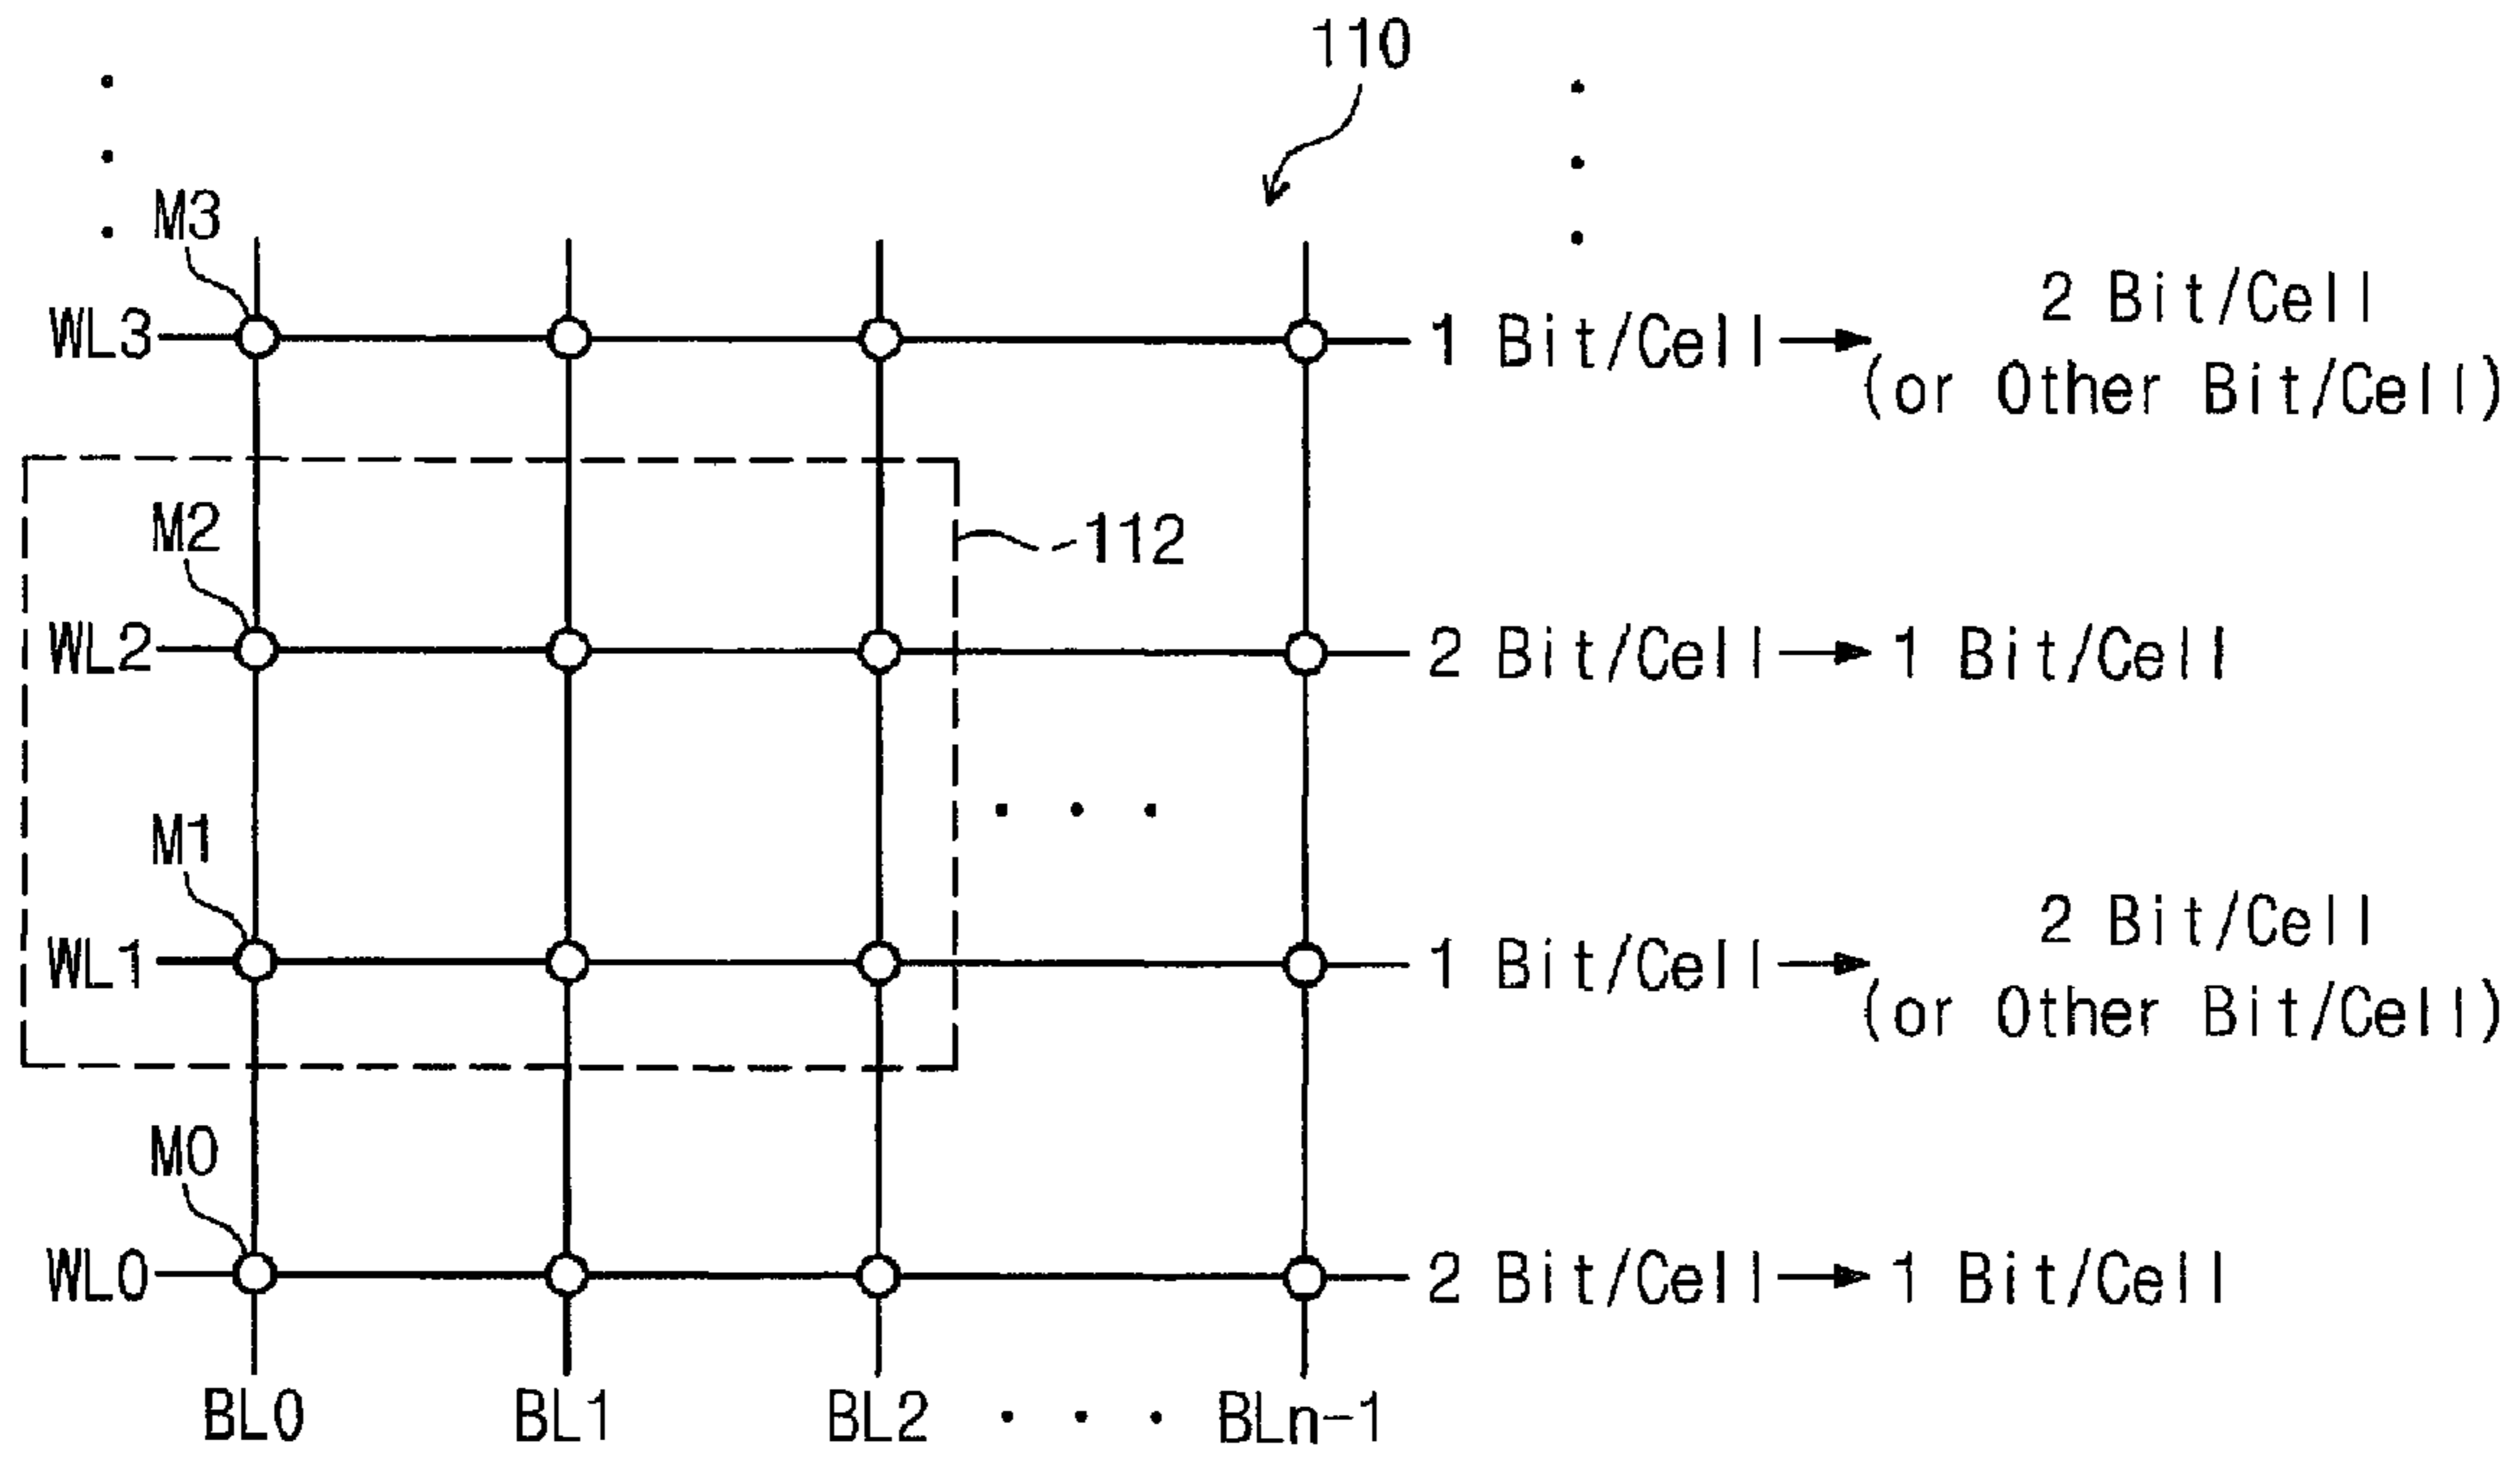 110
M3
WL3
1 Bit/Cell
2 Bit/Cell
(or Other Bit/Cell)
M2
112
WL2
2 Bit/Cell
1 Bit/Cell
M1
WL1
1 Bit/Cell
2 Bit/Cell
(or Other Bit/Cell)
M0
WL0
2 Bit/Cell
1 Bit/Cell
BL0 BL1 BL2 • • • BLn-1